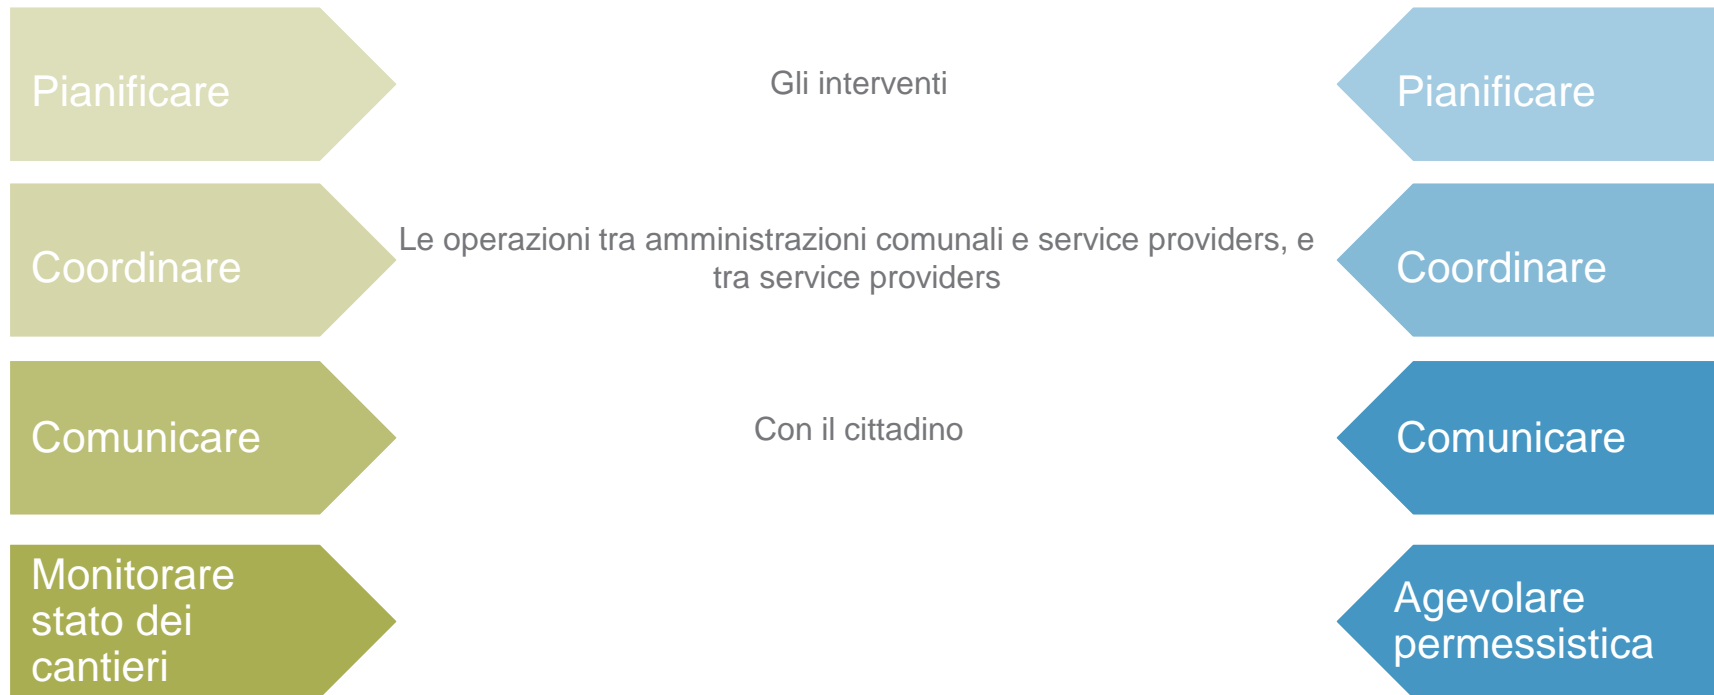 Pianificare
Gli interventi
Pianificare
Coordinare
Le operazioni tra amministrazioni comunali e service providers, e
tra service providers
Coordinare
Comunicare
Con il cittadino
Comunicare
Monitorare
stato dei
cantieri
Agevolare
permessistica